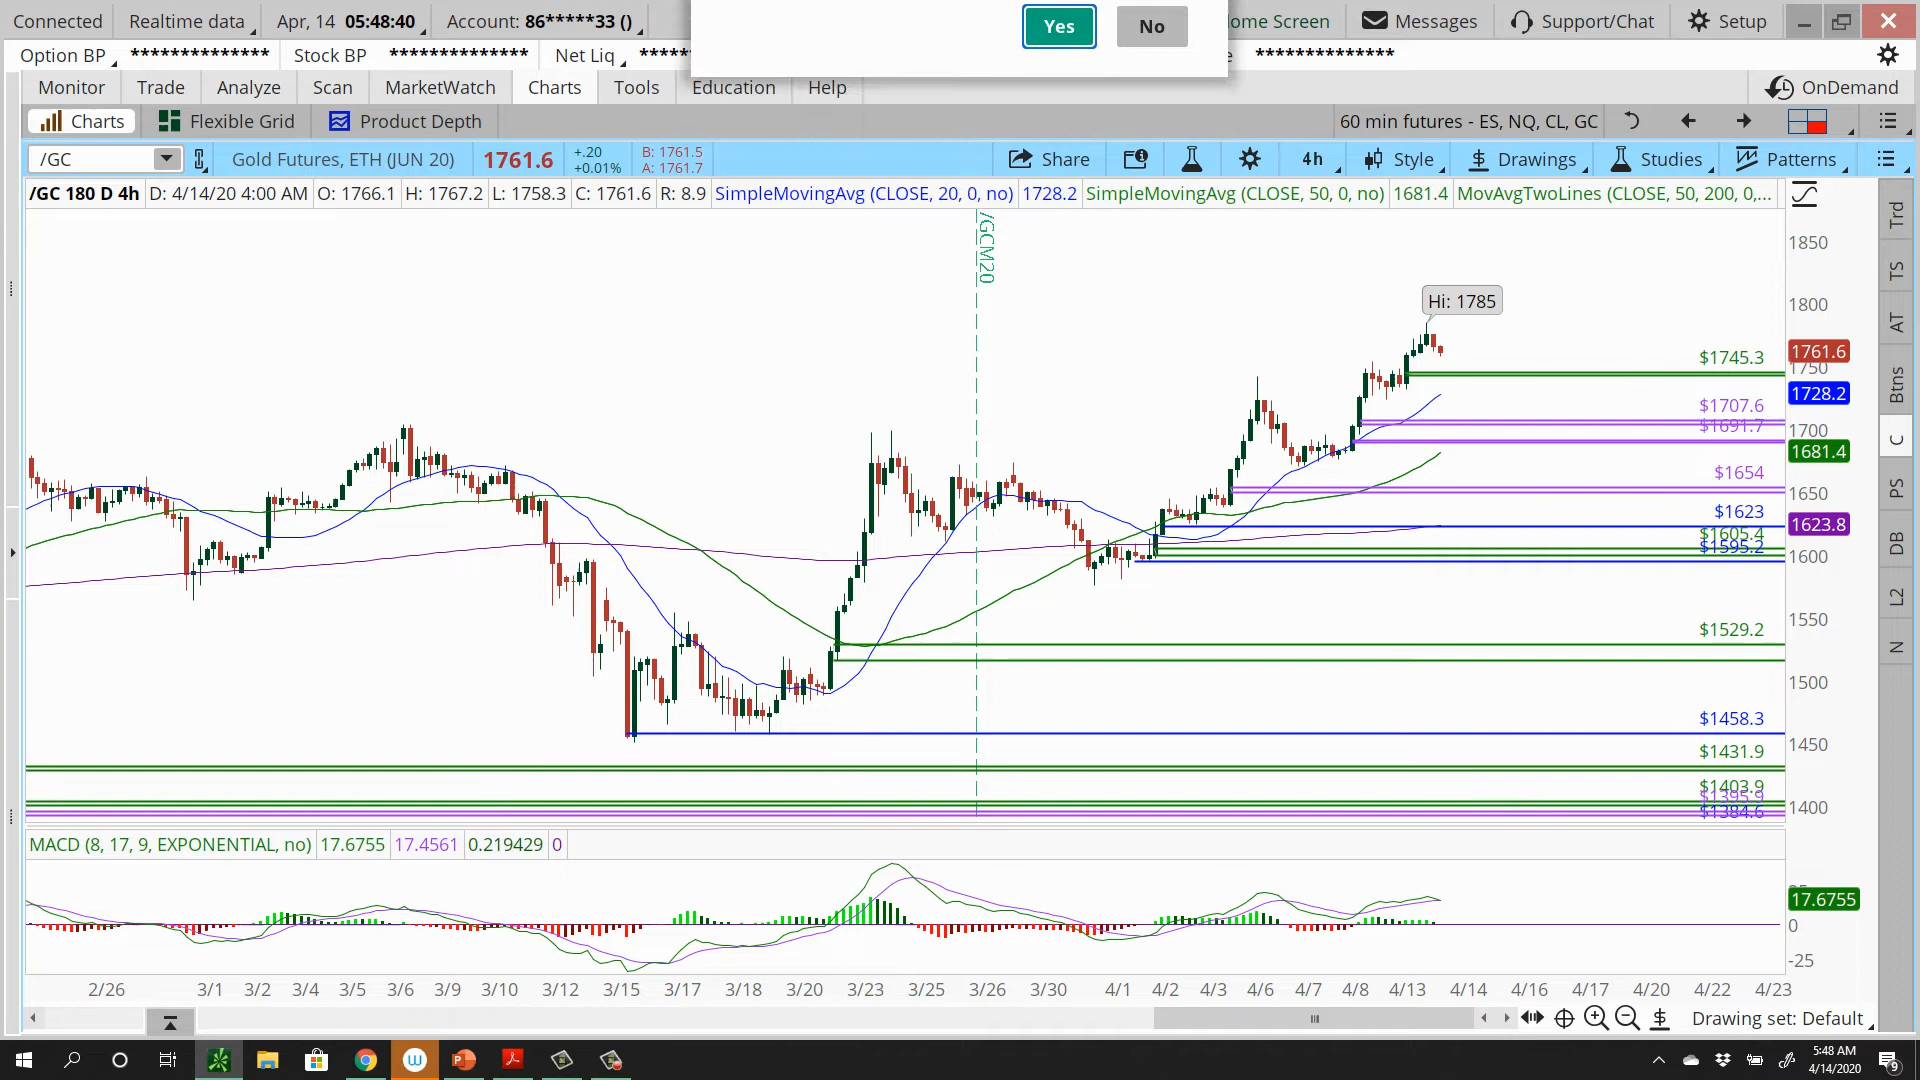 Connected Realtime data Apr, 14 05:48:40 Account: 86*****33 () Yes No ome Screen Messages Support/Chat Setup
Option BP ************** Stock BP ************** Net Liq ***** e **************
Monitor Trade Analyze Scan MarketWatch Charts Tools Education Help OnDemand
Charts Flexible Grid Product Depth 60 min futures - ES, NQ, CL, GC
/GC Gold Futures, ETH (JUN 20) 1761.6 +.20 +0.01% B: 1761.5 A: 1761.7 Share 4h Style Drawings Studies Patterns
/GC 180 D 4h D: 4/14/20 4:00 AM O: 1766.1 H: 1767.2 L: 1758.3 C: 1761.6 R: 8.9 SimpleMovingAvg (CLOSE, 20, 0, no) 1728.2 SimpleMovingAvg (CLOSE, 50, 0, no) 1681.4 MovAvgTwoLines (CLOSE, 50, 200, 0,...
/GCM20
Hi: 1785
$1745.3
$1707.6
$1691.7
$1654
$1623
$1605.4
$1595.2
$1529.2
$1458.3
$1431.9
$1403.9
$1395.9
$1384.6
1850
1800
1761.6
1750
1728.2
1700
1681.4
1650
1623.8
1600
1550
1500
1450
1400
Trd
TS
AT
Btns
C
PS
DB
L2
N
MACD (8, 17, 9, EXPONENTIAL, no) 17.6755 17.4561 0.219429 0
17.6755
0
-25
2/26 3/1 3/2 3/4 3/5 3/6 3/9 3/10 3/12 3/15 3/17 3/18 3/20 3/23 3/25 3/26 3/30 4/1 4/2 4/3 4/6 4/7 4/8 4/13 4/14 4/16 4/17 4/20 4/22 4/23
Drawing set: Default
5:48 AM
4/14/2020
9